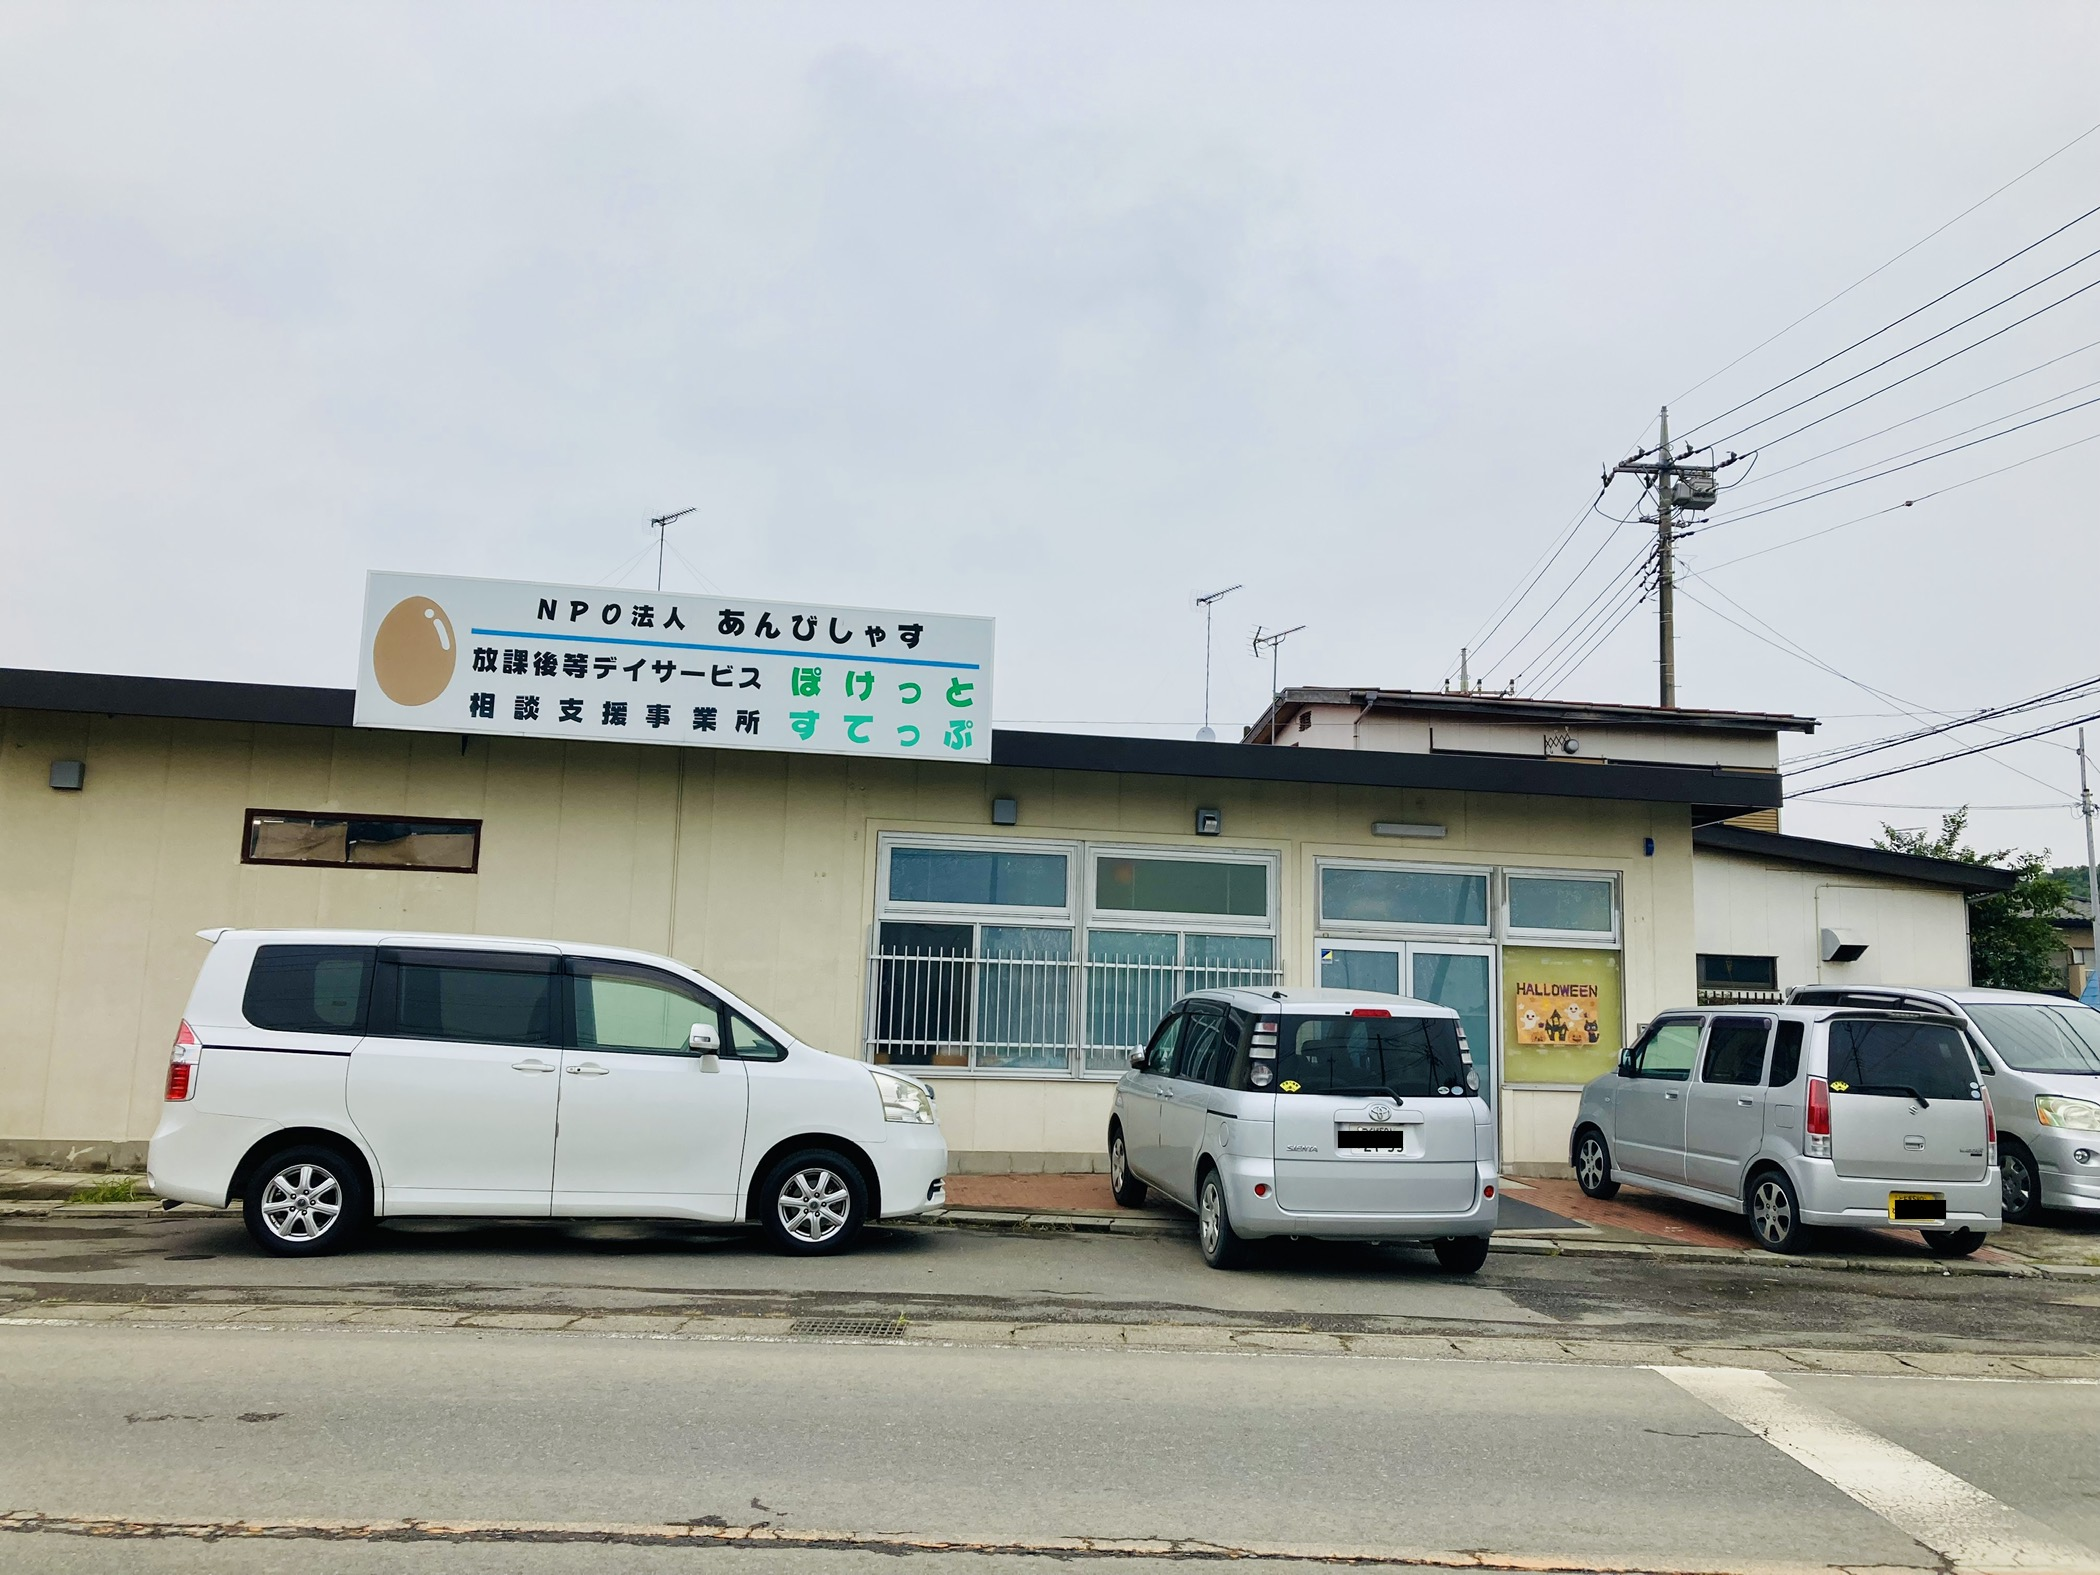 NPO法人 あんびしゃす
放課後等デイサービス ぽけっと
相談支援事業所 すてっぷ
HALLOWEEN
SIENTA